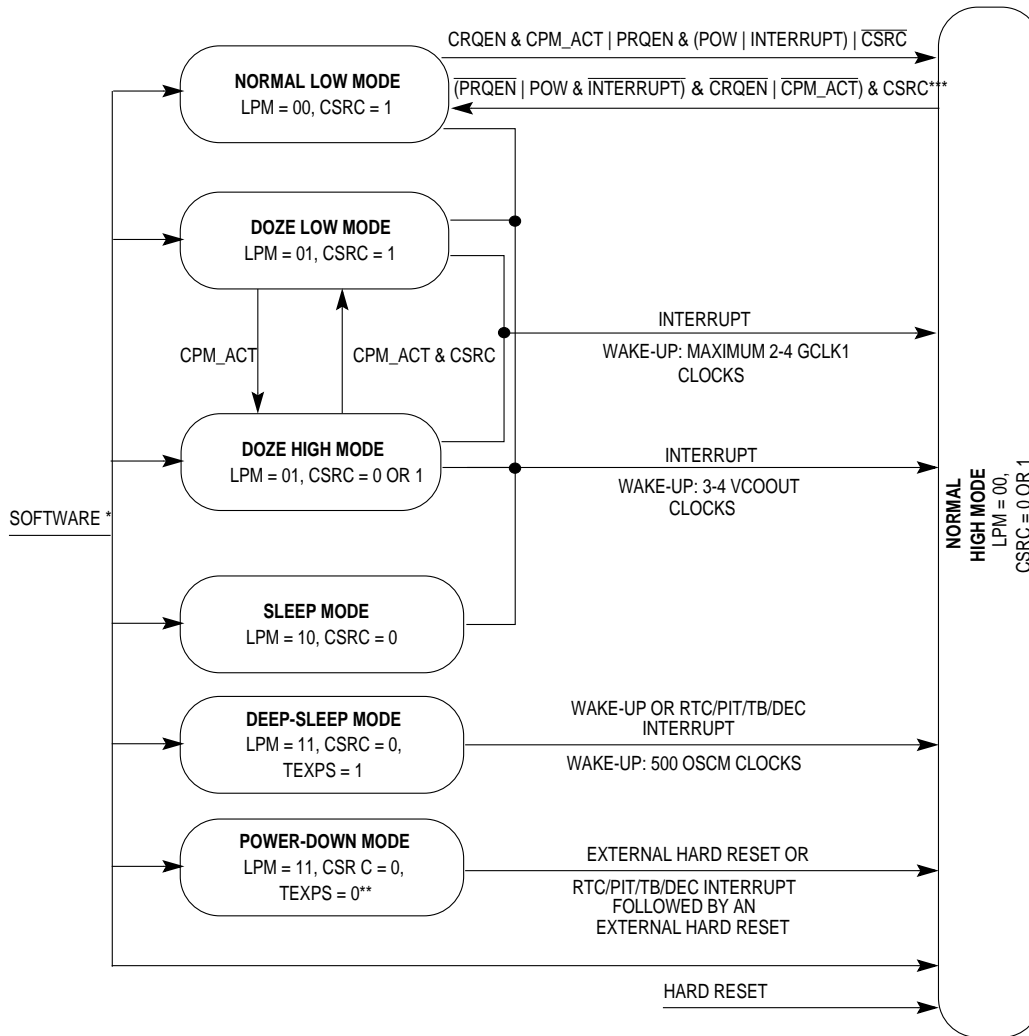 CRQEN & CPM_ACT | PRQEN & (POW | INTERRUPT) | C̅S̅R̅C̅
(P̅R̅Q̅E̅N̅ | POW & I̅N̅T̅E̅R̅R̅U̅P̅T̅) & C̅R̅Q̅E̅N̅ | C̅P̅M̅_̅A̅C̅T̅) & CSRC***
NORMAL LOW MODE
LPM = 00, CSRC = 1
DOZE LOW MODE
LPM = 01, CSRC = 1
INTERRUPT
WAKE-UP: MAXIMUM 2-4 GCLK1
CLOCKS
CPM_ACT
CPM_ACT & CSRC
DOZE HIGH MODE
LPM = 01, CSRC = 0 OR 1
INTERRUPT
WAKE-UP: 3-4 VCOOUT
CLOCKS
SOFTWARE *
NORMAL
HIGH MODE
LPM = 00,
CSRC = 0 OR 1
SLEEP MODE
LPM = 10, CSRC = 0
DEEP-SLEEP MODE
LPM = 11, CSRC = 0,
TEXPS = 1
WAKE-UP OR RTC/PIT/TB/DEC
INTERRUPT
WAKE-UP: 500 OSCM CLOCKS
POWER-DOWN MODE
LPM = 11, CSR C = 0,
TEXPS = 0**
EXTERNAL HARD RESET OR
RTC/PIT/TB/DEC INTERRUPT
FOLLOWED BY AN
EXTERNAL HARD RESET
HARD RESET